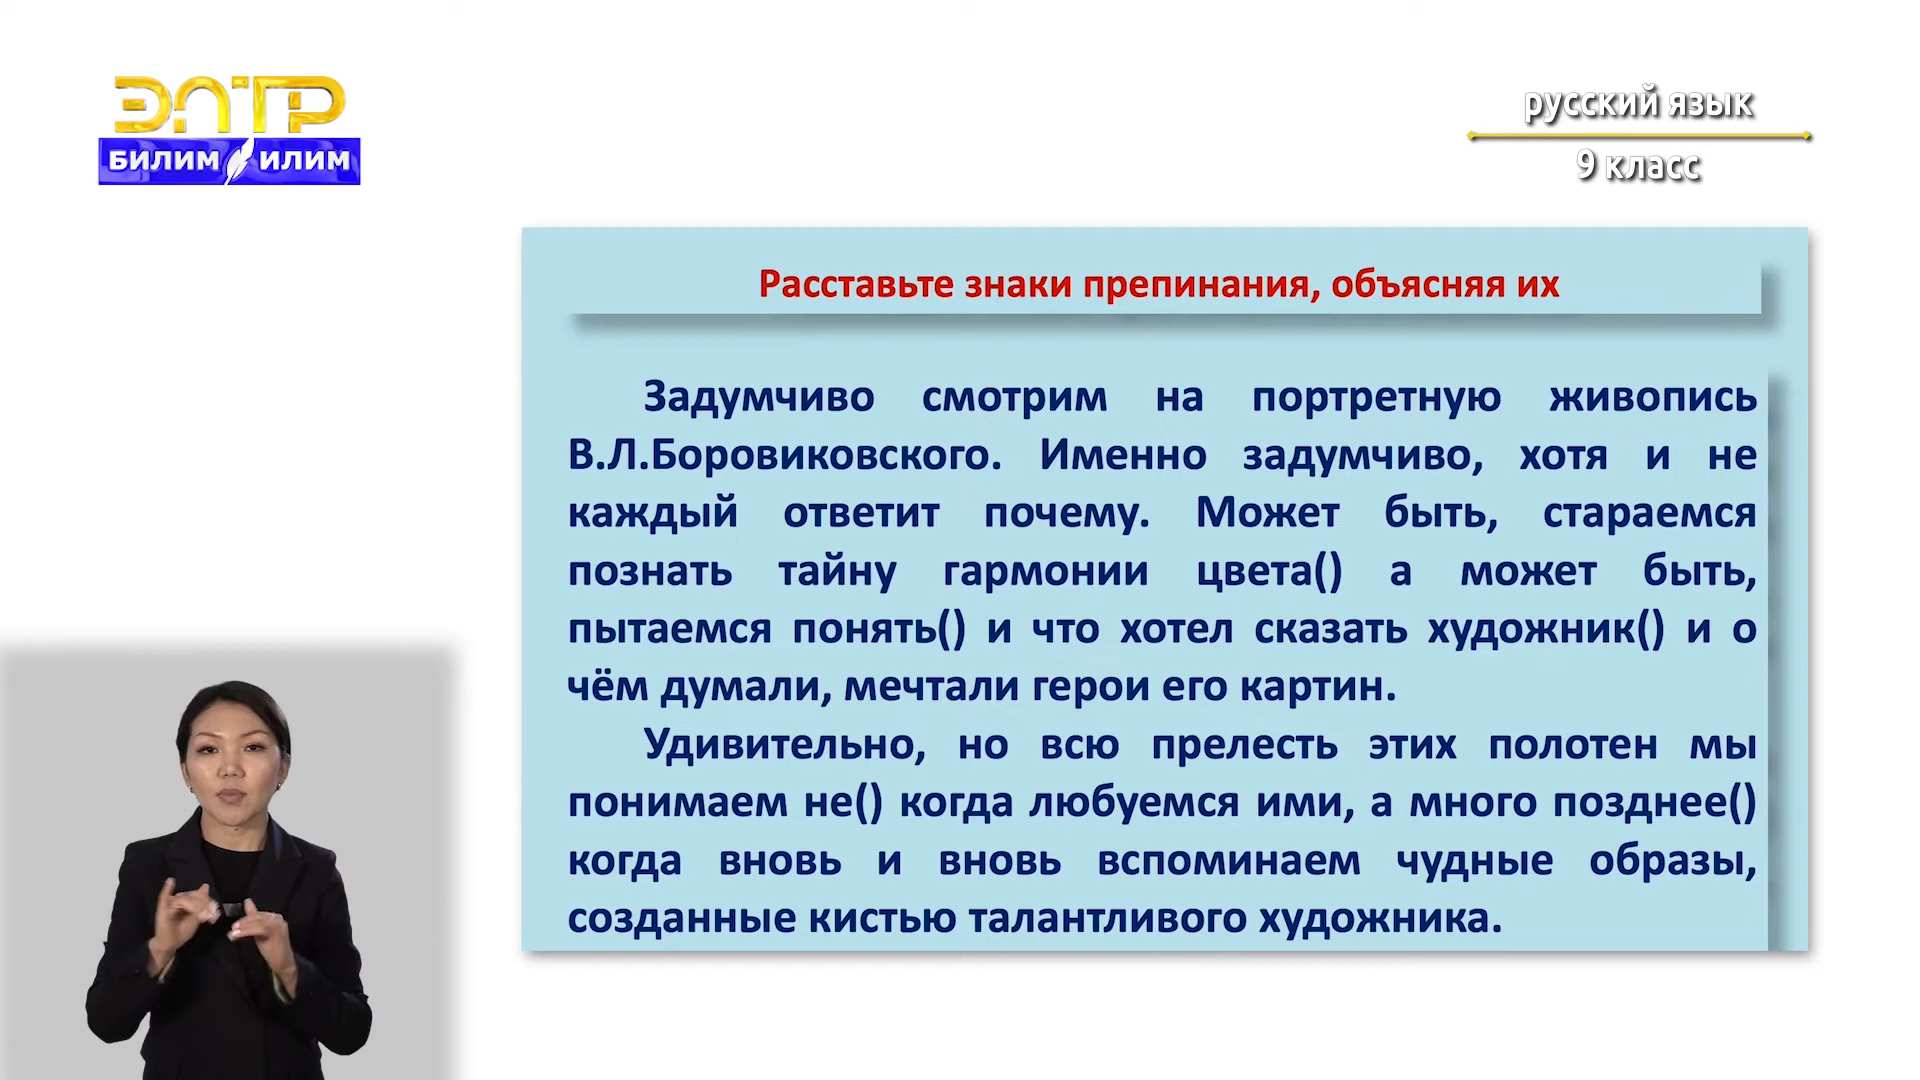 ЭЛТР
БИЛИМ ИЛИМ
русский язык
9 класс
Расставьте знаки препинания, объясняя их
Задумчиво смотрим на портретную живопись
В.Л.Боровиковского. Именно задумчиво, хотя и не
каждый ответит почему. Может быть, стараемся
познать тайну гармонии цвета() а может быть,
пытаемся понять() и что хотел сказать художник() и о
чём думали, мечтали герои его картин.
Удивительно, но всю прелесть этих полотен мы
понимаем не() когда любуемся ими, а много позднее()
когда вновь и вновь вспоминаем чудные образы,
созданные кистью талантливого художника.